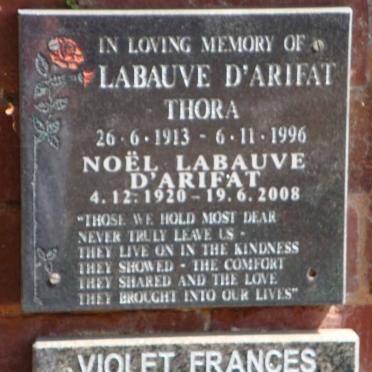 IN LOVING MEMORY OF
LABAUVE D'ARIFAT
THORA
26·6·1913 - 6·11·1996
NOËL LABAUVE
D'ARIFAT
4.12.1920 - 19.6.2008
"THOSE WE HOLD MOST DEAR
NEVER TRULY LEAVE US -
THEY LIVE ON IN THE KINDNESS
THEY SHOWED - THE COMFORT
THEY SHARED AND THE LOVE
THEY BROUGHT INTO OUR LIVES"
VIOLET FRANCES